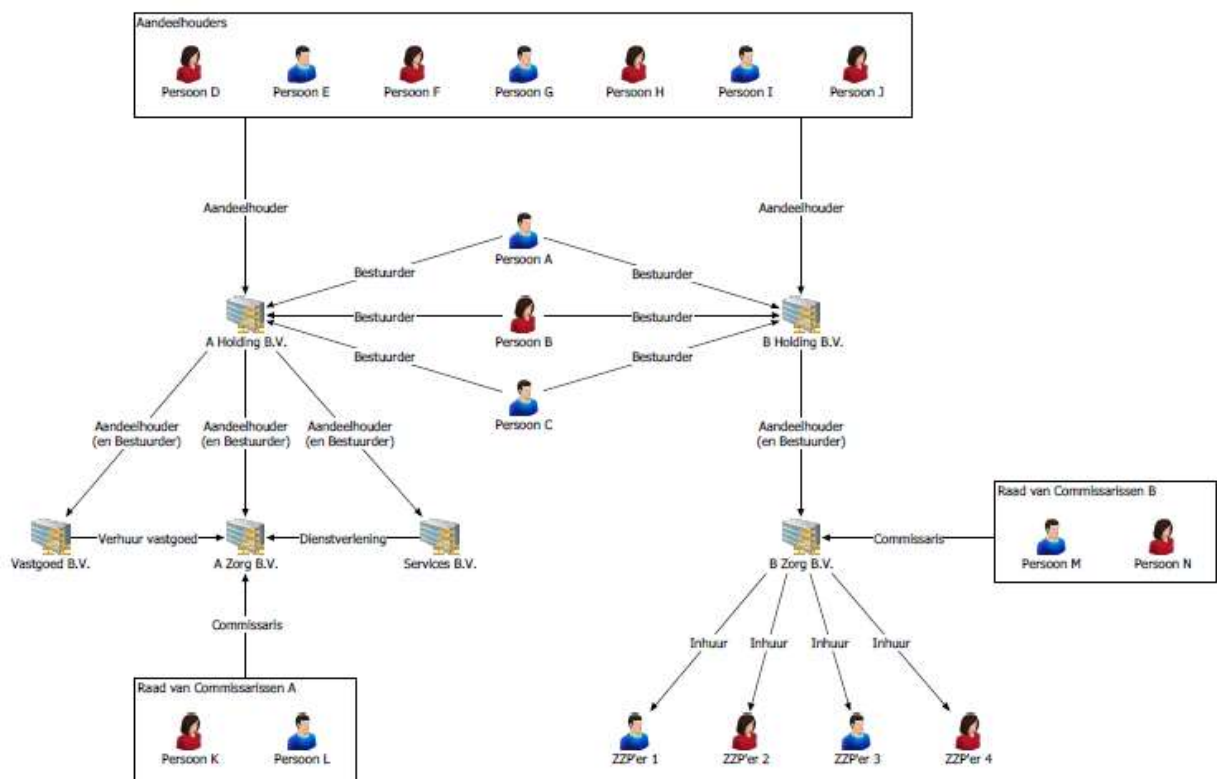 Aandeelhouders
Persoon D
Persoon E
Persoon F
Persoon G
Persoon H
Persoon I
Persoon J
Aandeelhouder
Aandeelhouder
Persoon A
Bestuurder
Bestuurder
Bestuurder
Bestuurder
A Holding B.V.
Persoon B
B Holding B.V.
Bestuurder
Bestuurder
Persoon C
Aandeelhouder
(en Bestuurder)
Aandeelhouder
(en Bestuurder)
Aandeelhouder
(en Bestuurder)
Aandeelhouder
(en Bestuurder)
Raad van Commissarissen B
Verhuur vastgoed
Dienstverlening
Commissaris
Vastgoed B.V.
A Zorg B.V.
Services B.V.
B Zorg B.V.
Persoon M
Persoon N
Commissaris
Inhuur
Inhuur
Inhuur
Inhuur
Raad van Commissarissen A
Persoon K
Persoon L
ZZP'er 1
ZZP'er 2
ZZP'er 3
ZZP'er 4